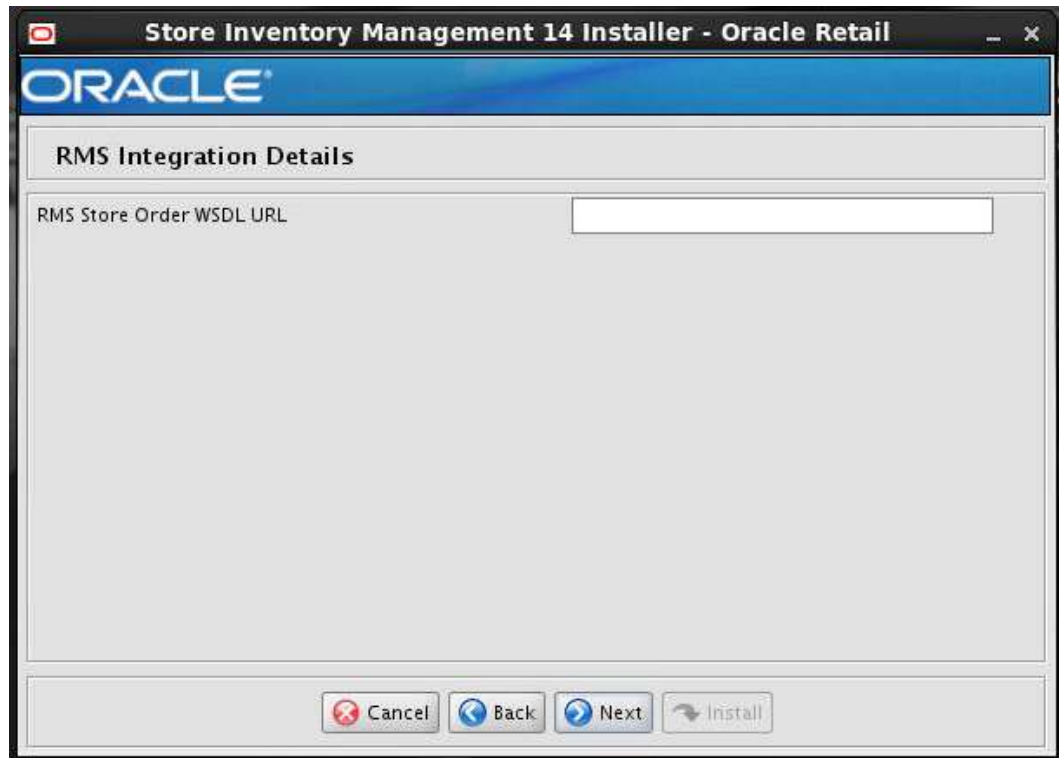 Store Inventory Management 14 Installer - Oracle Retail
ORACLE®
RMS Integration Details
RMS Store Order WSDL URL
Cancel Back Next Install